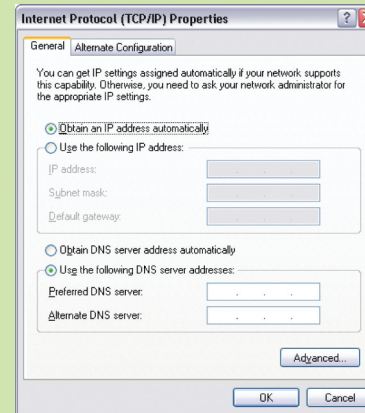 Internet Protocol (TCP/IP) Properties
General
Alternate Configuration
You can get IP settings assigned automatically if your network supports
this capability. Otherwise, you need to ask your network administrator for
the appropriate IP settings.
Obtain an IP address automatically
Use the following IP address:
IP address:
Subnet mask:
Default gateway:
Obtain DNS server address automatically
Use the following DNS server addresses:
Preferred DNS server:
Alternate DNS server:
Advanced...
OK
Cancel